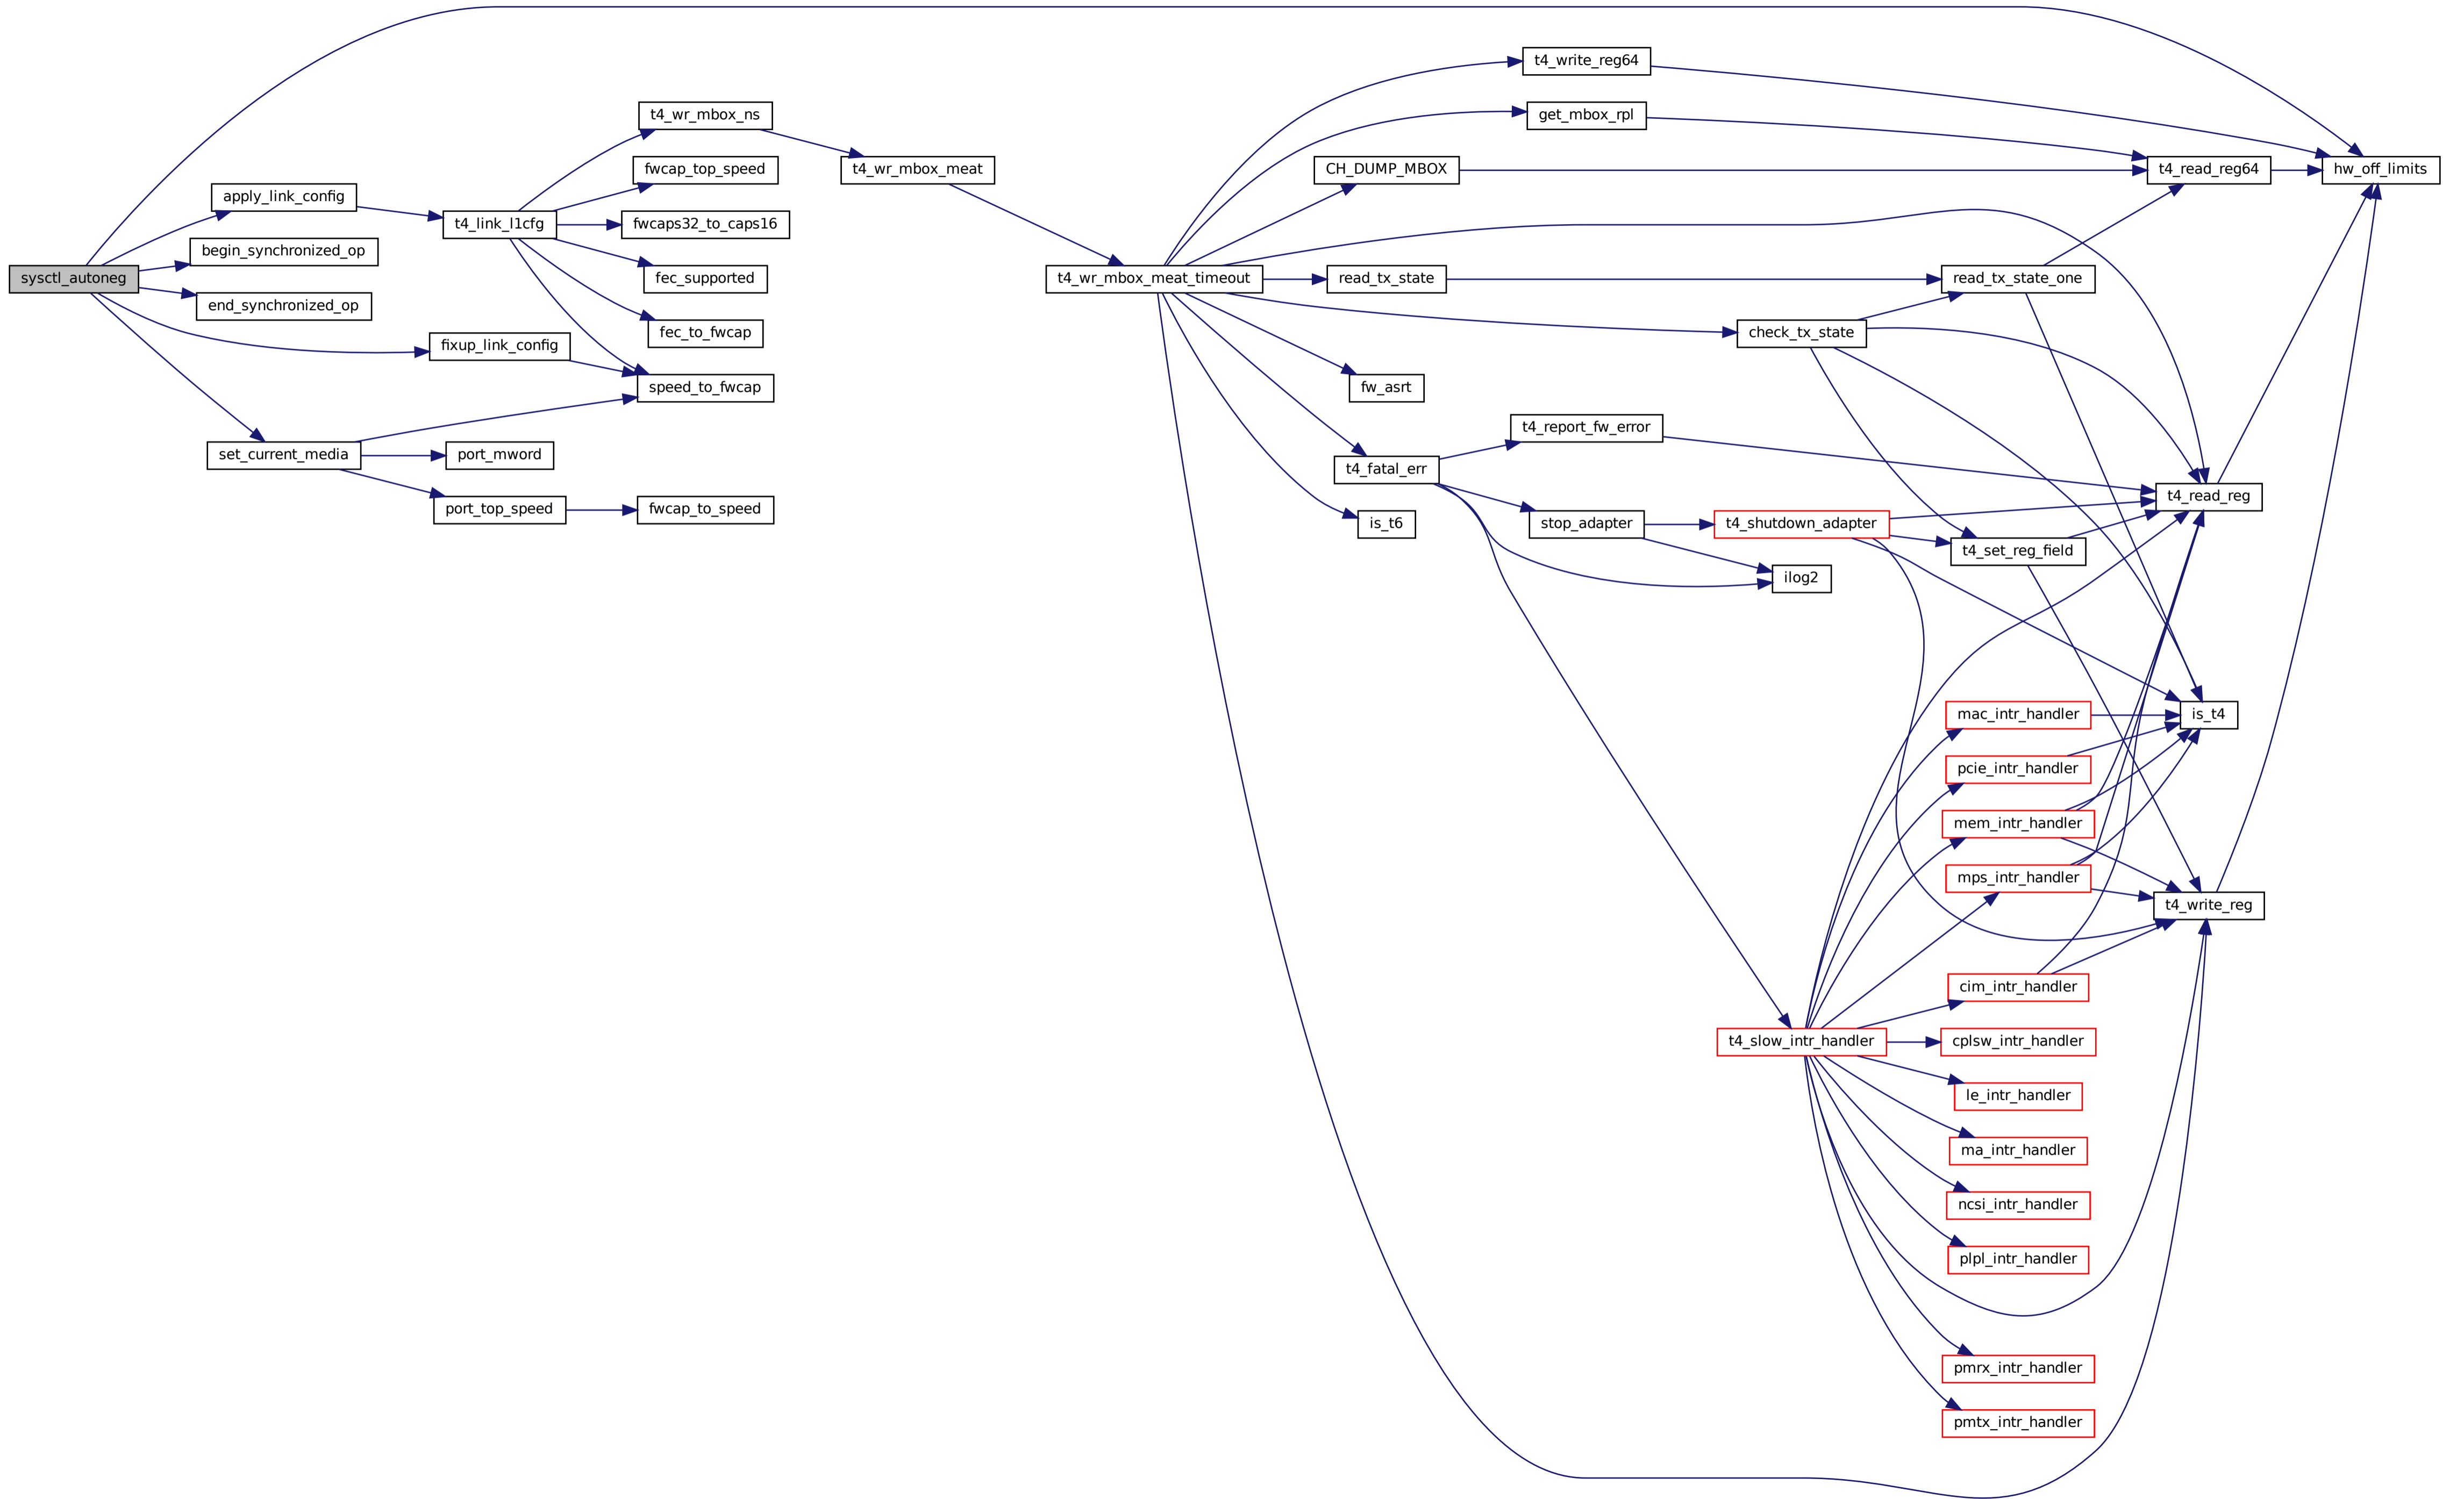 sysctl_autoneg
apply_link_config
begin_synchronized_op
end_synchronized_op
fixup_link_config
set_current_media
t4_link_l1cfg
port_mword
port_top_speed
t4_wr_mbox_ns
fwcap_top_speed
fwcaps32_to_caps16
fec_supported
fec_to_fwcap
speed_to_fwcap
fwcap_to_speed
t4_wr_mbox_meat
t4_wr_mbox_meat_timeout
CH_DUMP_MBOX
read_tx_state
fw_asrt
t4_fatal_err
is_t6
t4_write_reg64
get_mbox_rpl
t4_report_fw_error
stop_adapter
check_tx_state
t4_shutdown_adapter
ilog2
t4_slow_intr_handler
read_tx_state_one
t4_set_reg_field
mac_intr_handler
pcie_intr_handler
mem_intr_handler
mps_intr_handler
cim_intr_handler
cplsw_intr_handler
le_intr_handler
ma_intr_handler
ncsi_intr_handler
plpl_intr_handler
pmrx_intr_handler
pmtx_intr_handler
t4_read_reg64
t4_read_reg
is_t4
t4_write_reg
hw_off_limits